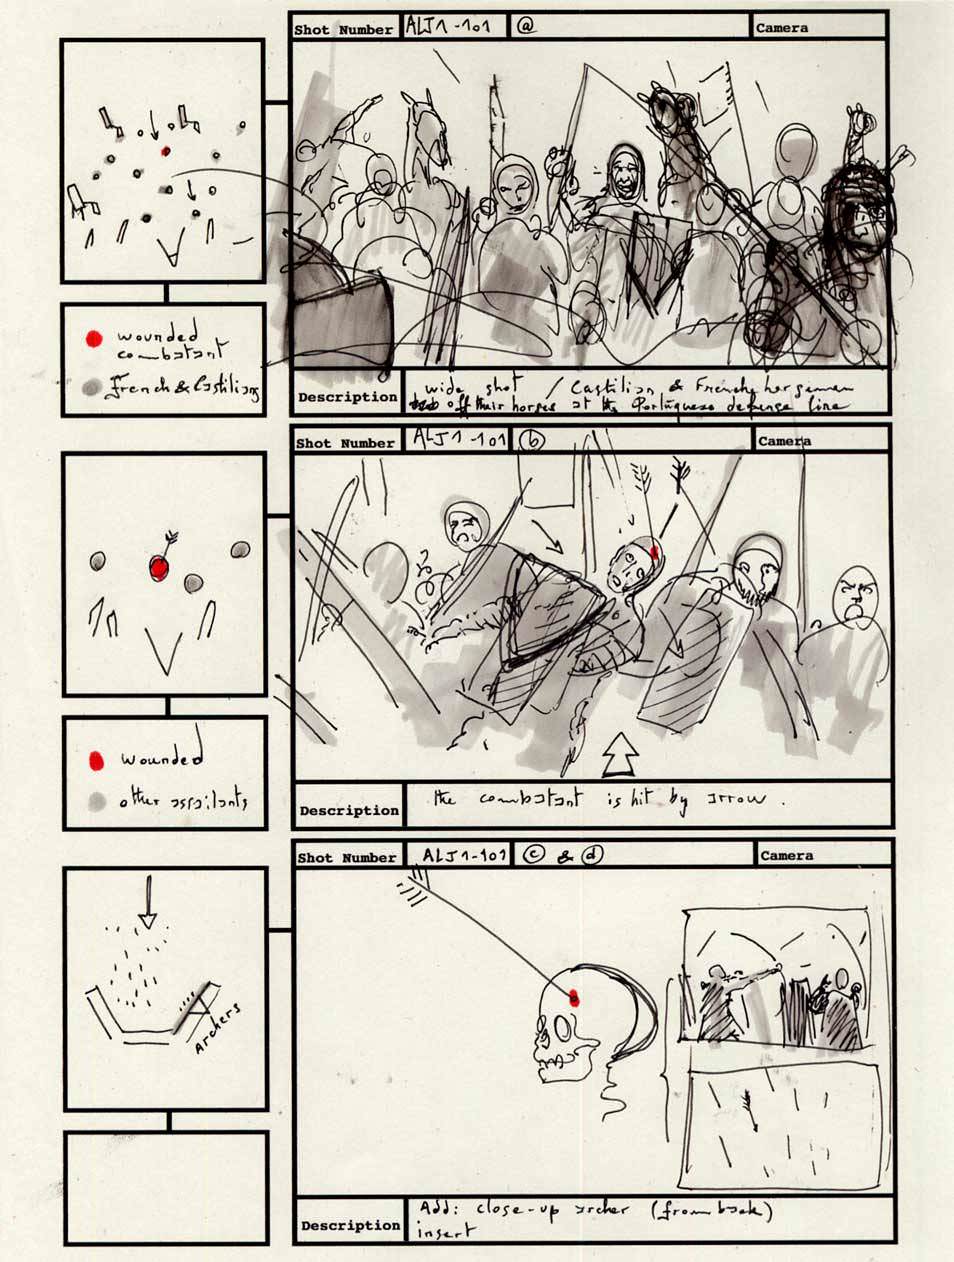 Shot Number ALJ1-101 ⓐ Camera
wounded
combatant
French & Castilians
Description wide shot / Castilian & Frenche horsemen
off their horses at the Portuguese defense line
Shot Number ALJ1-101 ⓑ Camera
wounded
other assailants
Description the combatant is hit by arrow.
Shot Number ALJ1-101 ⓒ & ⓓ Camera
Archers
Description Add: close-up archer (from back)
insert